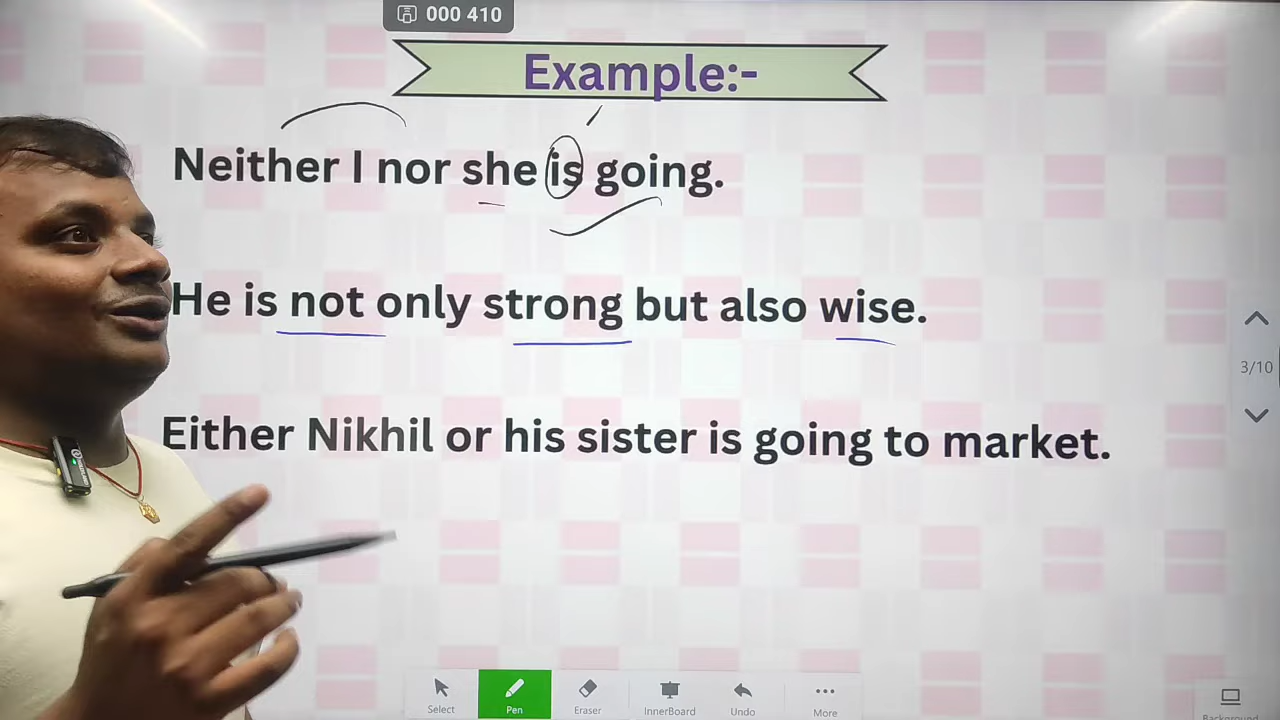 000 410
Example:-
Neither I nor she is going.
He is not only strong but also wise.
3/10
Either Nikhil or his sister is going to market.
Select
Pen
Eraser
InnerBoard
Undo
More
Background